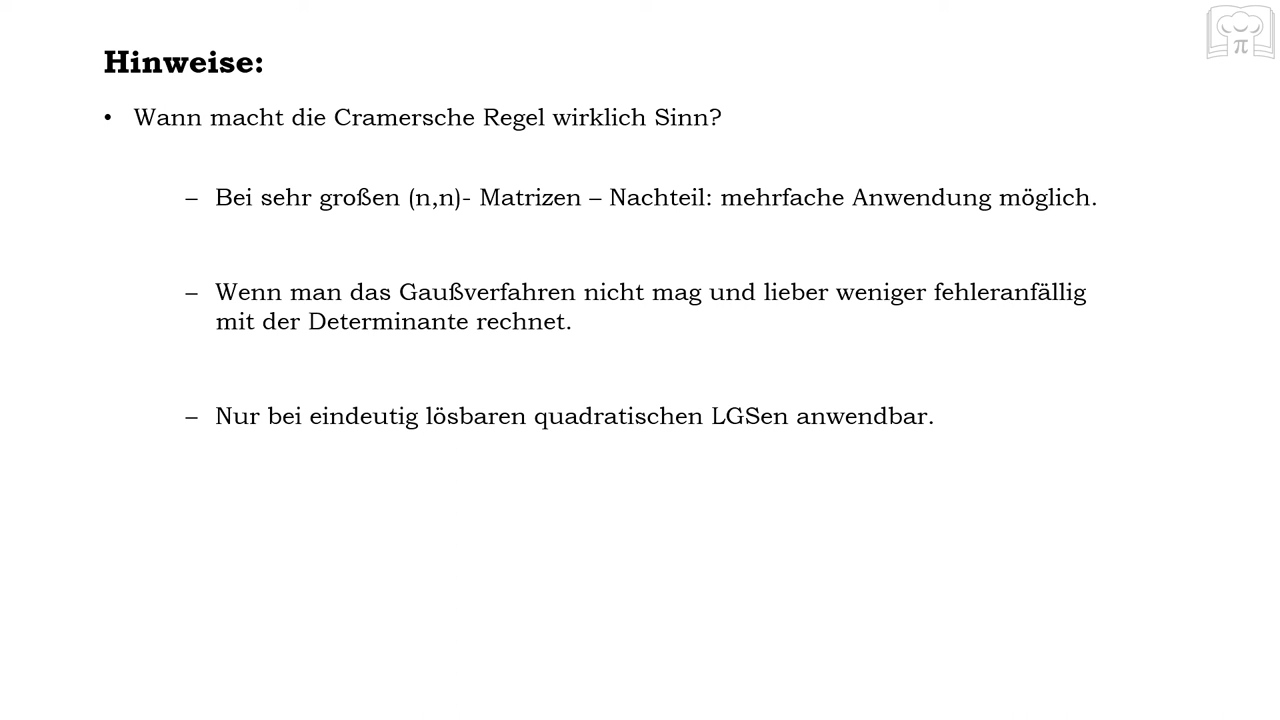 Hinweise:
• Wann macht die Cramersche Regel wirklich Sinn?
– Bei sehr großen (n,n)- Matrizen – Nachteil: mehrfache Anwendung möglich.
– Wenn man das Gaußverfahren nicht mag und lieber weniger fehleranfällig
mit der Determinante rechnet.
– Nur bei eindeutig lösbaren quadratischen LGSen anwendbar.
π